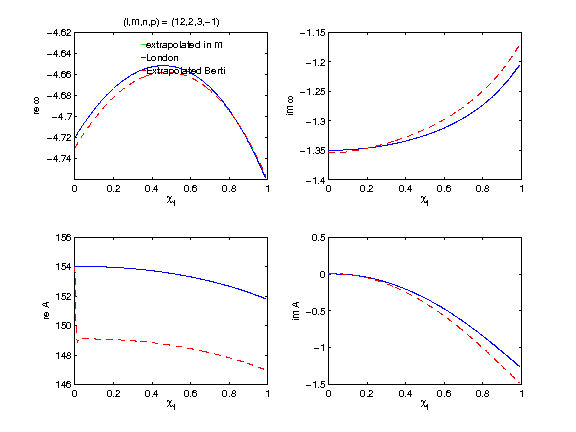 (l,m,n,p) = (12,2,3,−1)
extrapolated in m
London
Extrapolated Berti
re ω
−4.62
−4.64
−4.66
−4.68
−4.7
−4.72
−4.74
0 0.2 0.4 0.6 0.8 1
χf
im ω
−1.15
−1.2
−1.25
−1.3
−1.35
−1.4
0 0.2 0.4 0.6 0.8 1
χf
re A
156
154
152
150
148
146
0 0.2 0.4 0.6 0.8 1
χf
im A
0.5
0
−0.5
−1
−1.5
0 0.2 0.4 0.6 0.8 1
χf